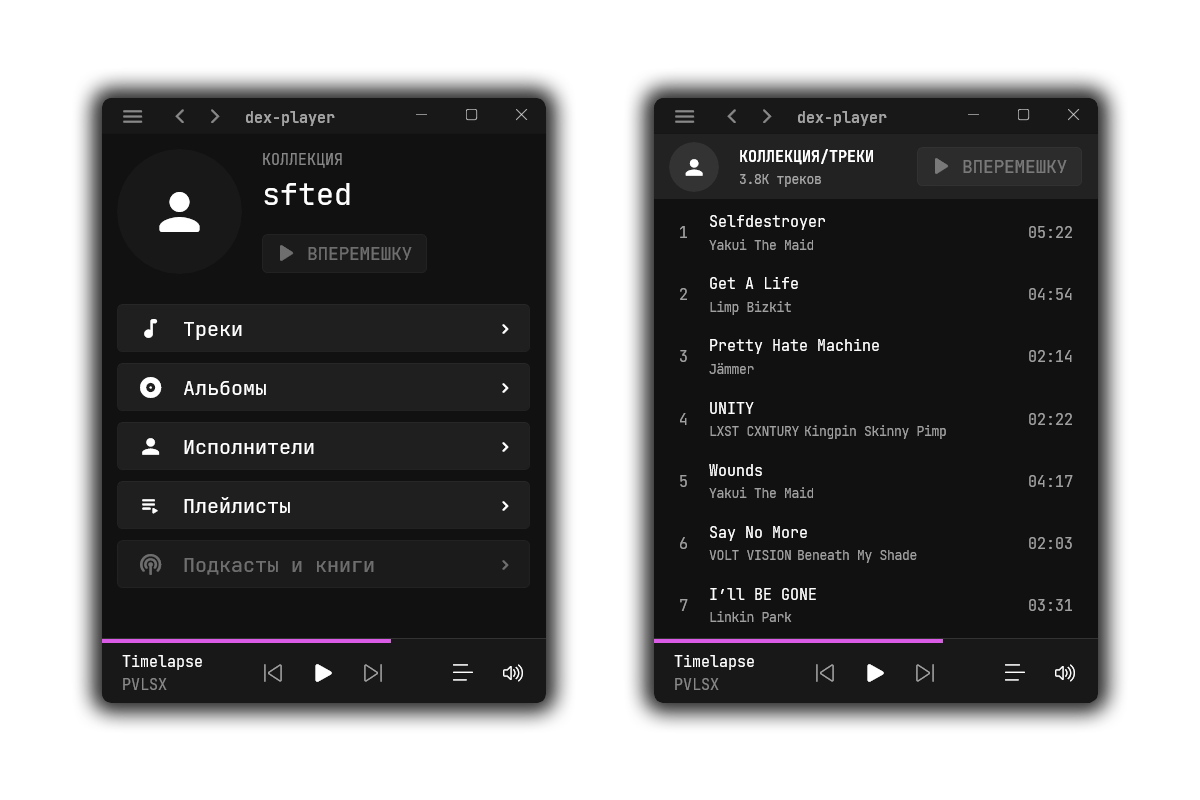 dex-player
КОЛЛЕКЦИЯ
sfted
ВПЕРЕМЕШКУ
Треки
Альбомы
Исполнители
Плейлисты
Подкасты и книги
Timelapse
PVLSX
dex-player
КОЛЛЕКЦИЯ/ТРЕКИ
3.8K треков
ВПЕРЕМЕШКУ
1 Selfdestroyer 05:22
Yakui The Maid
2 Get A Life 04:54
Limp Bizkit
3 Pretty Hate Machine 02:14
Jämmer
4 UNITY 02:22
LXST CXNTURY Kingpin Skinny Pimp
5 Wounds 04:17
Yakui The Maid
6 Say No More 02:03
VOLT VISION Beneath My Shade
7 I’ll BE GONE 03:31
Linkin Park
Timelapse
PVLSX